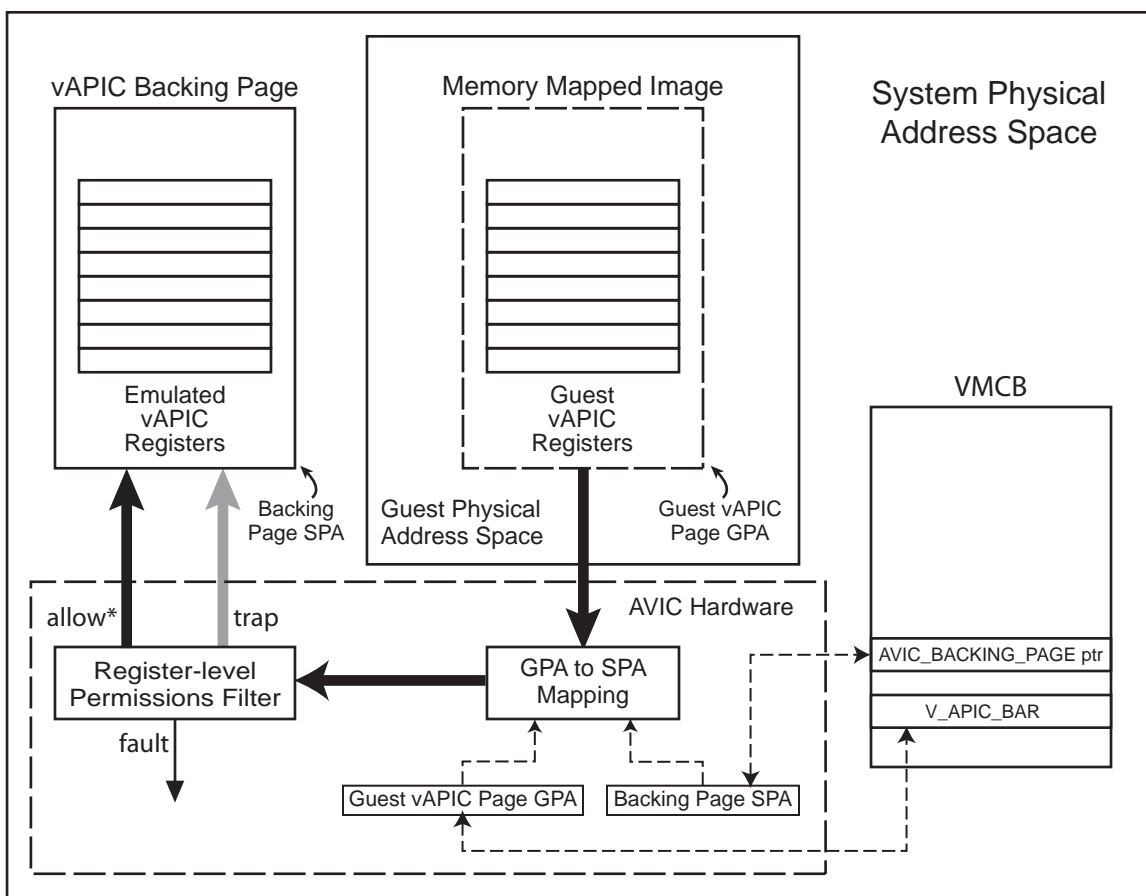 vAPIC Backing Page
Memory Mapped Image
System Physical
Address Space
Emulated
vAPIC
Registers
Guest
vAPIC
Registers
VMCB
Backing
Page SPA
Guest Physical
Address Space
Guest vAPIC
Page GPA
allow*
trap
AVIC Hardware
Register-level
Permissions Filter
GPA to SPA
Mapping
AVIC_BACKING_PAGE ptr
V_APIC_BAR
fault
Guest vAPIC Page GPA
Backing Page SPA